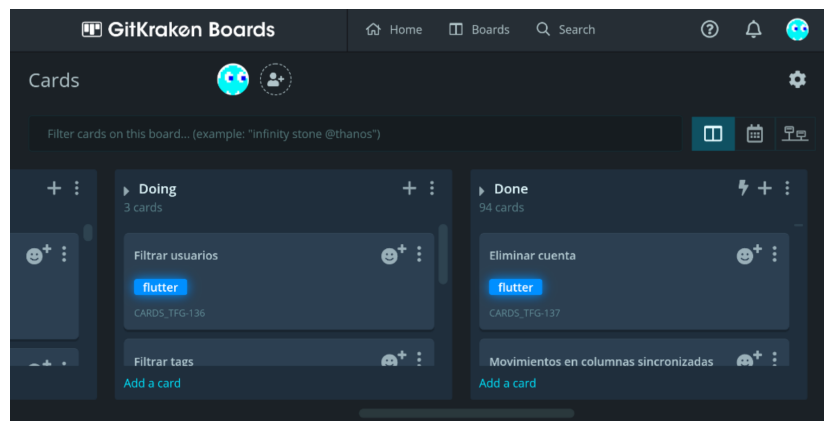 GitKraken Boards
Home
Boards
Search
Cards
Filter cards on this board... (example: "infinity stone @thanos")
Doing
3 cards
Filtrar usuarios
flutter
CARDS_TFG-136
Filtrar tags
Add a card
Done
94 cards
Eliminar cuenta
flutter
CARDS_TFG-137
Movimientos en columnas sincronizadas
Add a card